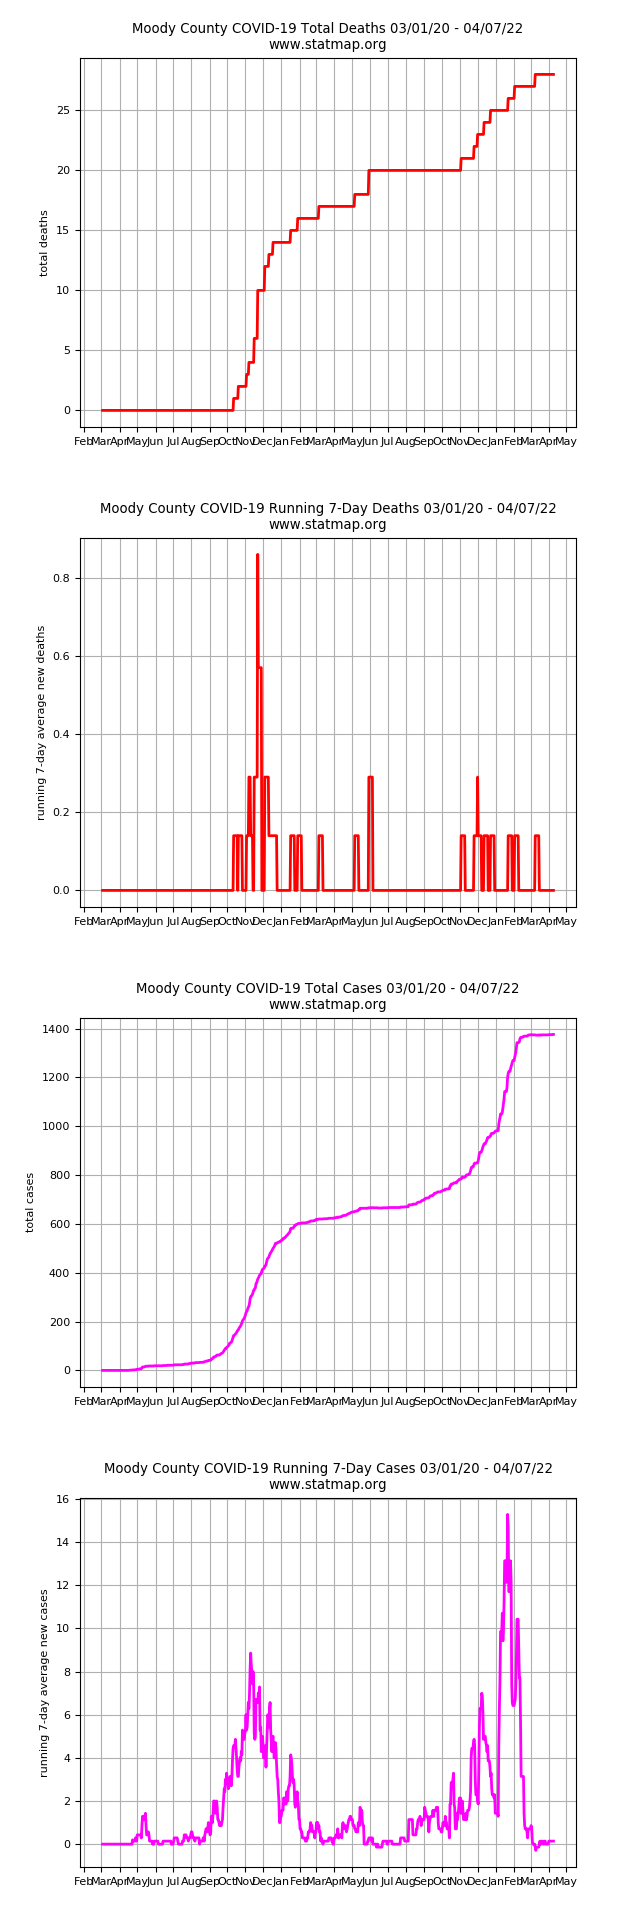 Moody County COVID-19 Total Deaths 03/01/20 - 04/07/22
www.statmap.org
25
20
15
10
5
0
total deaths
Feb Mar Apr May Jun Jul Aug Sep Oct Nov Dec Jan Feb Mar Apr May Jun Jul Aug Sep Oct Nov Dec Jan Feb Mar Apr May
Moody County COVID-19 Running 7-Day Deaths 03/01/20 - 04/07/22
www.statmap.org
0.8
0.6
0.4
0.2
0.0
running 7-day average new deaths
Feb Mar Apr May Jun Jul Aug Sep Oct Nov Dec Jan Feb Mar Apr May Jun Jul Aug Sep Oct Nov Dec Jan Feb Mar Apr May
Moody County COVID-19 Total Cases 03/01/20 - 04/07/22
www.statmap.org
1400
1200
1000
800
600
400
200
0
total cases
Feb Mar Apr May Jun Jul Aug Sep Oct Nov Dec Jan Feb Mar Apr May Jun Jul Aug Sep Oct Nov Dec Jan Feb Mar Apr May
Moody County COVID-19 Running 7-Day Cases 03/01/20 - 04/07/22
www.statmap.org
16
14
12
10
8
6
4
2
0
running 7-day average new cases
Feb Mar Apr May Jun Jul Aug Sep Oct Nov Dec Jan Feb Mar Apr May Jun Jul Aug Sep Oct Nov Dec Jan Feb Mar Apr May